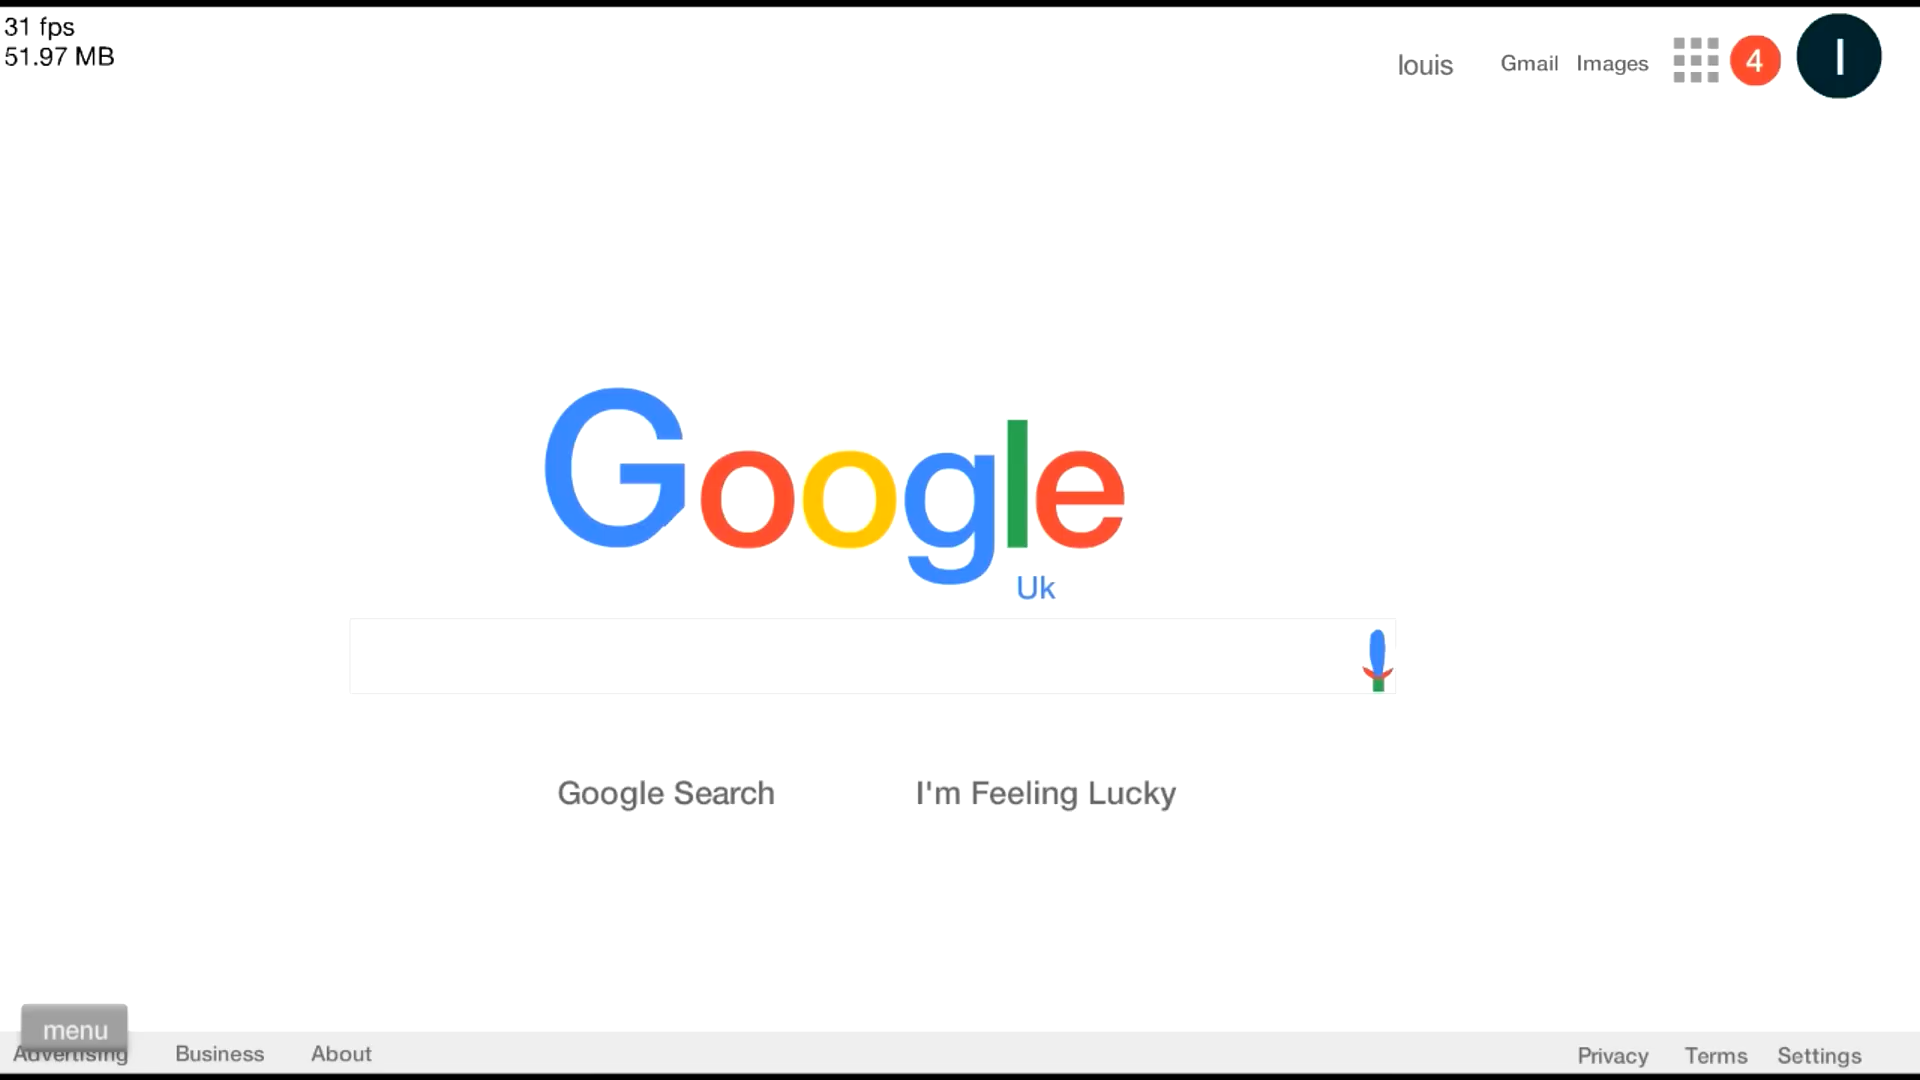 31 fps
51.97 MB
louis Gmail Images 4 l
Google
Uk
Google Search I'm Feeling Lucky
menu
Advertising Business About Privacy Terms Settings